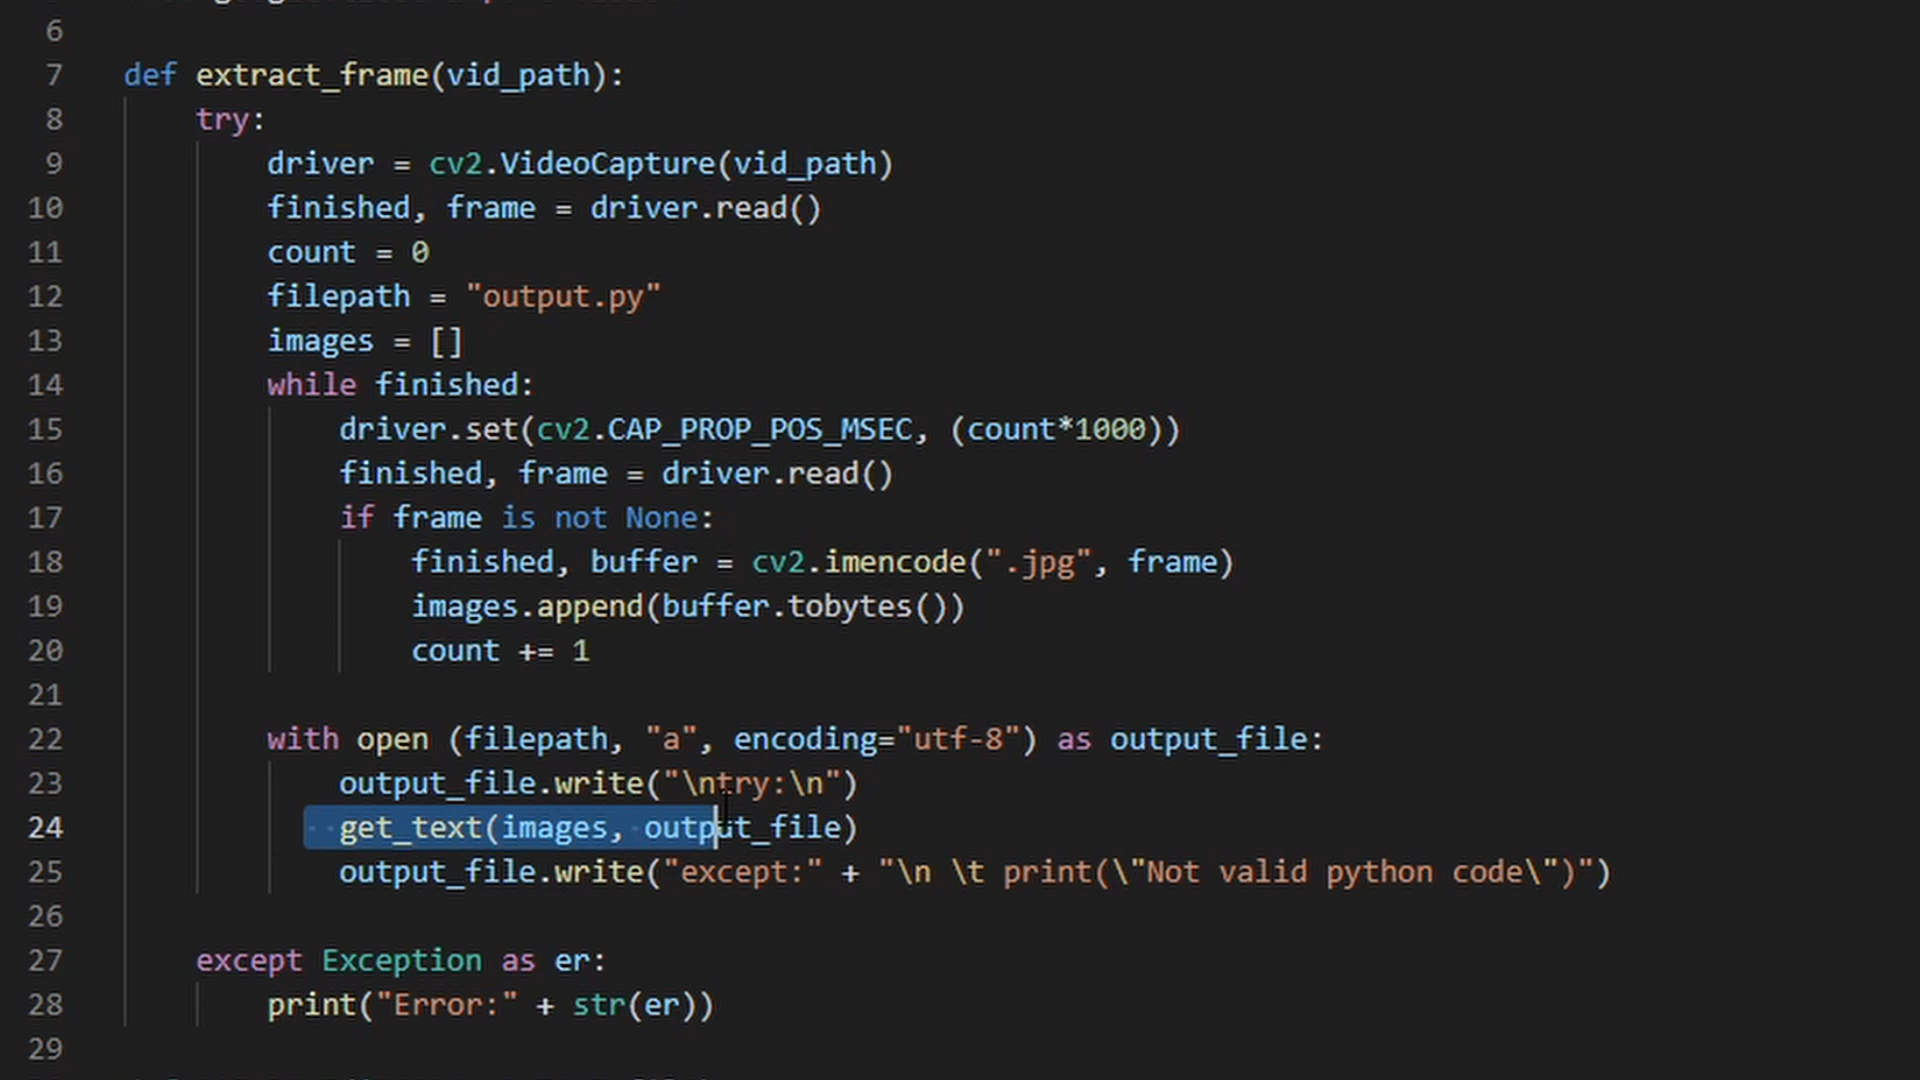 6
7 def extract_frame(vid_path):
8 try:
9 driver = cv2.VideoCapture(vid_path)
10 finished, frame = driver.read()
11 count = 0
12 filepath = "output.py"
13 images = []
14 while finished:
15 driver.set(cv2.CAP_PROP_POS_MSEC, (count*1000))
16 finished, frame = driver.read()
17 if frame is not None:
18 finished, buffer = cv2.imencode(".jpg", frame)
19 images.append(buffer.tobytes())
20 count += 1
21
22 with open (filepath, "a", encoding="utf-8") as output_file:
23 output_file.write("\ntry:\n")
24 get_text(images, output_file)
25 output_file.write("except:" + "\n \t print(\"Not valid python code\")")
26
27 except Exception as er:
28 print("Error:" + str(er))
29